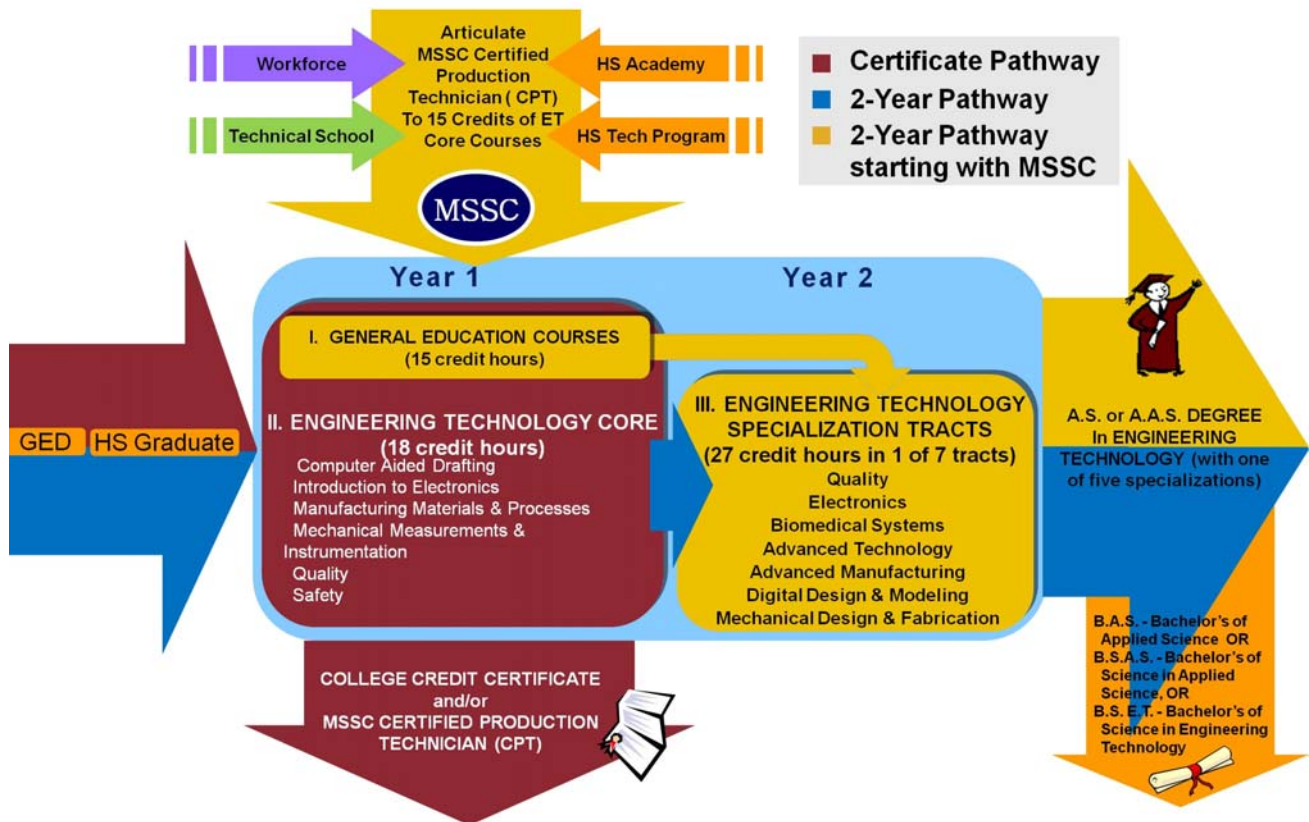 Articulate
MSSC Certified
Production
Technician ( CPT)
To 15 Credits of ET
Core Courses
Workforce
Technical School
HS Academy
HS Tech Program
MSSC
Certificate Pathway
2-Year Pathway
2-Year Pathway
starting with MSSC
Year 1
Year 2
GED
HS Graduate
I. GENERAL EDUCATION COURSES
(15 credit hours)
II. ENGINEERING TECHNOLOGY CORE
(18 credit hours)
Computer Aided Drafting
Introduction to Electronics
Manufacturing Materials & Processes
Mechanical Measurements &
Instrumentation
Quality
Safety
III. ENGINEERING TECHNOLOGY
SPECIALIZATION TRACTS
(27 credit hours in 1 of 7 tracts)
Quality
Electronics
Biomedical Systems
Advanced Technology
Advanced Manufacturing
Digital Design & Modeling
Mechanical Design & Fabrication
A.S. or A.A.S. DEGREE
In ENGINEERING
TECHNOLOGY (with one
of five specializations)
COLLEGE CREDIT CERTIFICATE
and/or
MSSC CERTIFIED PRODUCTION
TECHNICIAN (CPT)
B.A.S. - Bachelor's of
Applied Science OR
B.S.A.S. - Bachelor's of
Science in Applied
Science, OR
B.S. E.T. - Bachelor's of
Science in Engineering
Technology